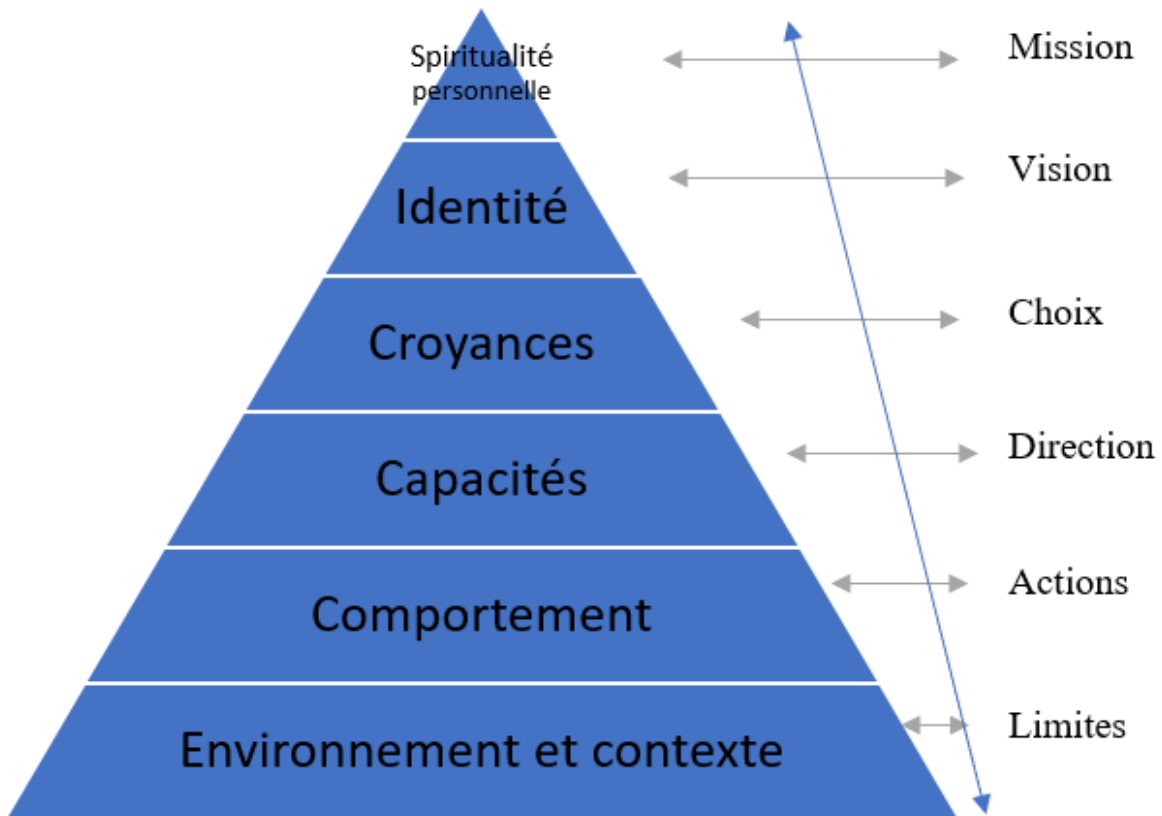 Spiritualité
personnelle
Mission
Identité
Vision
Croyances
Choix
Capacités
Direction
Comportement
Actions
Environnement et contexte
Limites